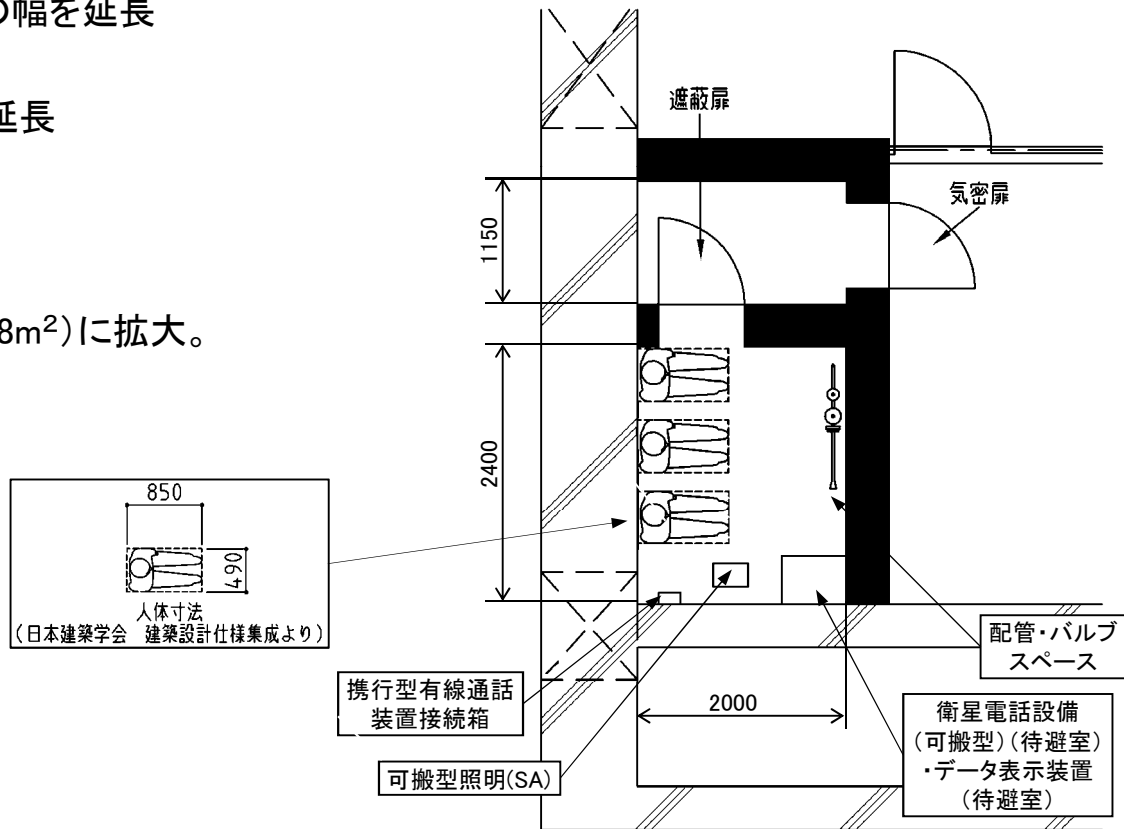 の幅を延長
延長
8m²)に拡大。
遮蔽扉
気密扉
1150
2400
850
490
人体寸法
(日本建築学会 建築設計仕様集成より)
携行型有線通話
装置接続箱
可搬型照明(SA)
2000
配管・バルブ
スペース
衛星電話設備
(可搬型)(待避室)
・データ表示装置
(待避室)